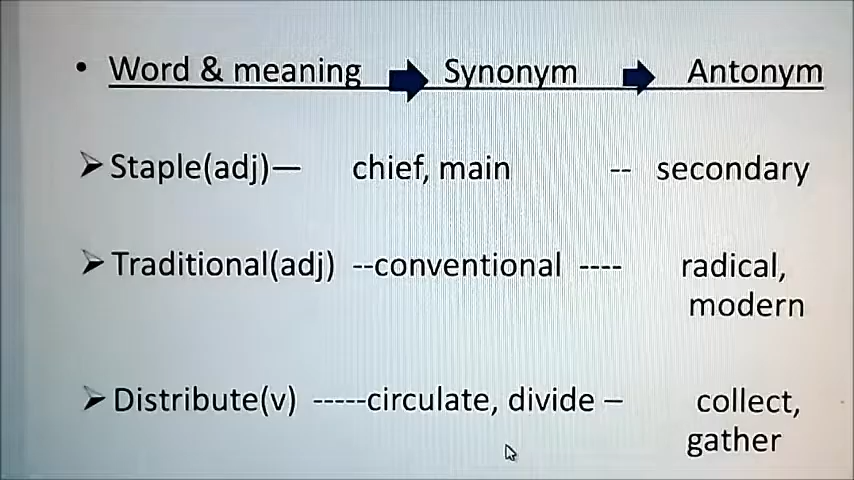 • Word & meaning Synonym Antonym
Staple(adj)— chief, main -- secondary
Traditional(adj) --conventional ---- radical,
modern
Distribute(v) -----circulate, divide – collect,
gather